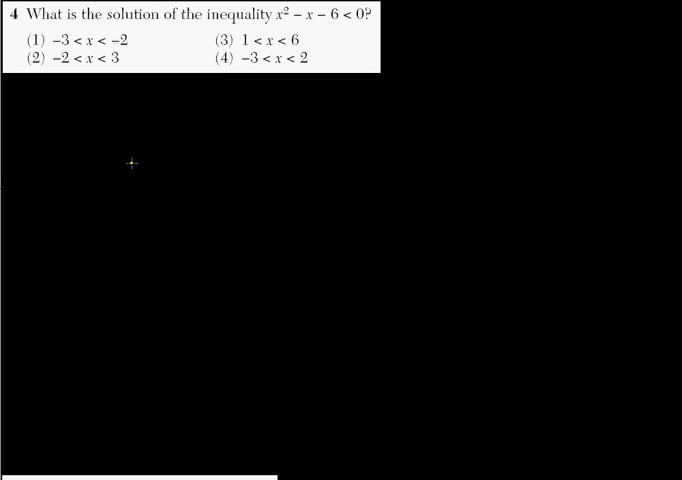 4 What is the solution of the inequality x² – x – 6 < 0?
(1) –3 < x < –2 (3) 1 < x < 6
(2) –2 < x < 3 (4) –3 < x < 2